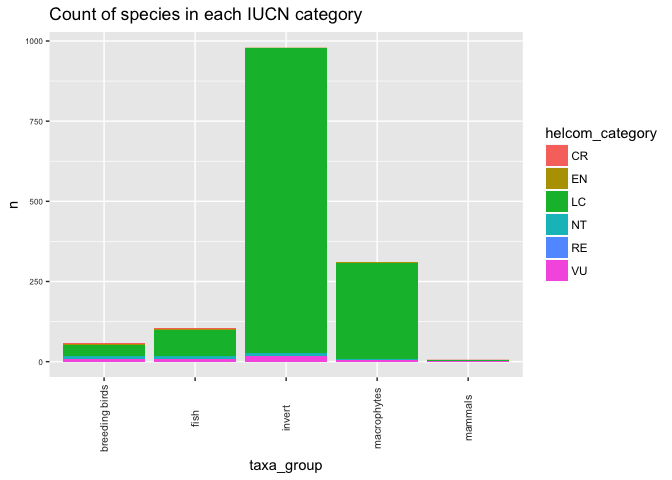 Count of species in each IUCN category
1000
750
500
250
0
n
breeding birds
fish
invert
macrophytes
mammals
taxa_group
helcom_category
CR
EN
LC
NT
RE
VU